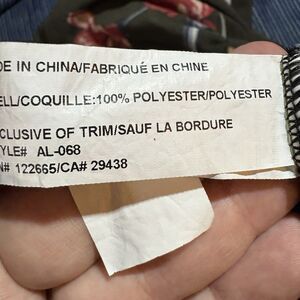 DE IN CHINA/FABRIQUÉ EN CHINE
ELL/COQUILLE:100% POLYESTER/POLYESTER
CLUSIVE OF TRIM/SAUF LA BORDURE
YLE# AL-068
N# 122665/CA# 29438